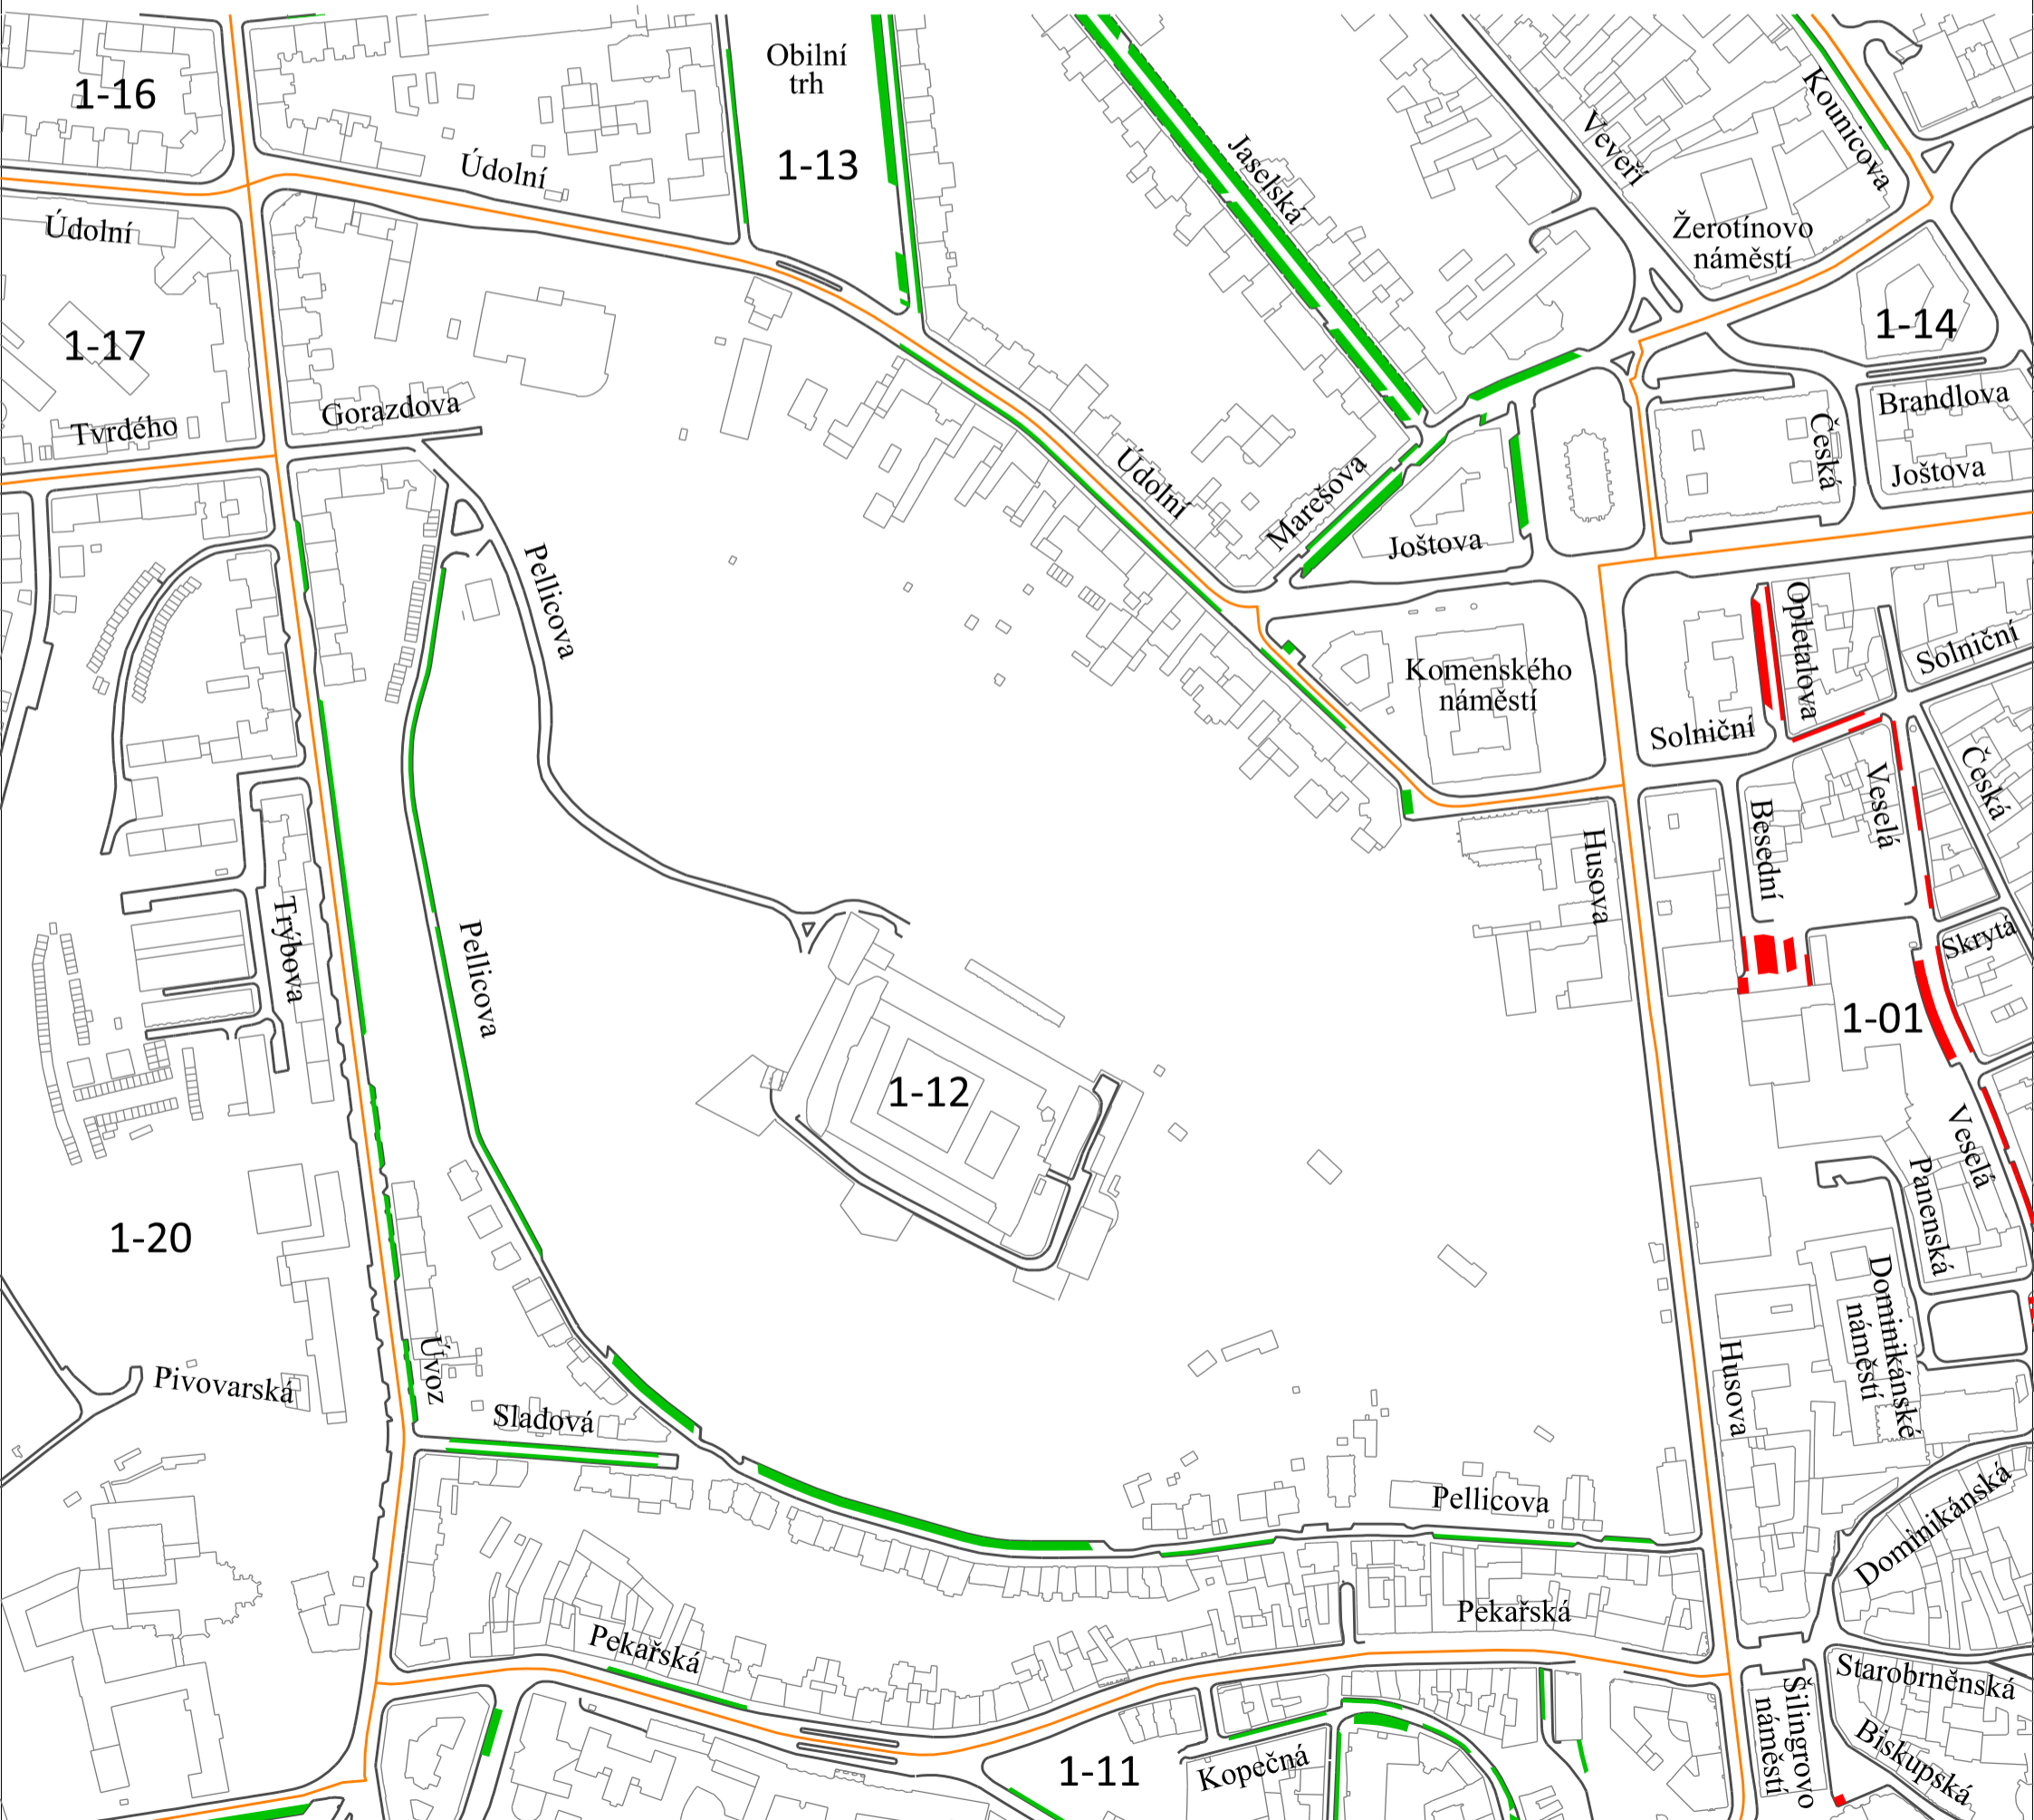 Obilní
trh
1-16
1-13
Údolní
Jaselská
Veveří
Kounicova
Údolní
Žerotínovo
náměstí
1-17
1-14
Tvrdého
Gorazdova
Brandlova
Česká
Joštova
Údolní
Marešova
Joštova
Pellicova
Opletalova
Solniční
Komenského
náměstí
Solniční
Česká
Veselá
Besední
Husova
Trýbova
Pellicova
Skrytá
1-01
1-12
Veselá
Panenská
1-20
Dominikánské
náměstí
Pivovarská
Úvoz
Husova
Sladová
Pellicova
Dominikánská
Pekařská
Pekařská
Starobrněnská
Šilingrovo
náměstí
Biskupská
1-11
Kopečná